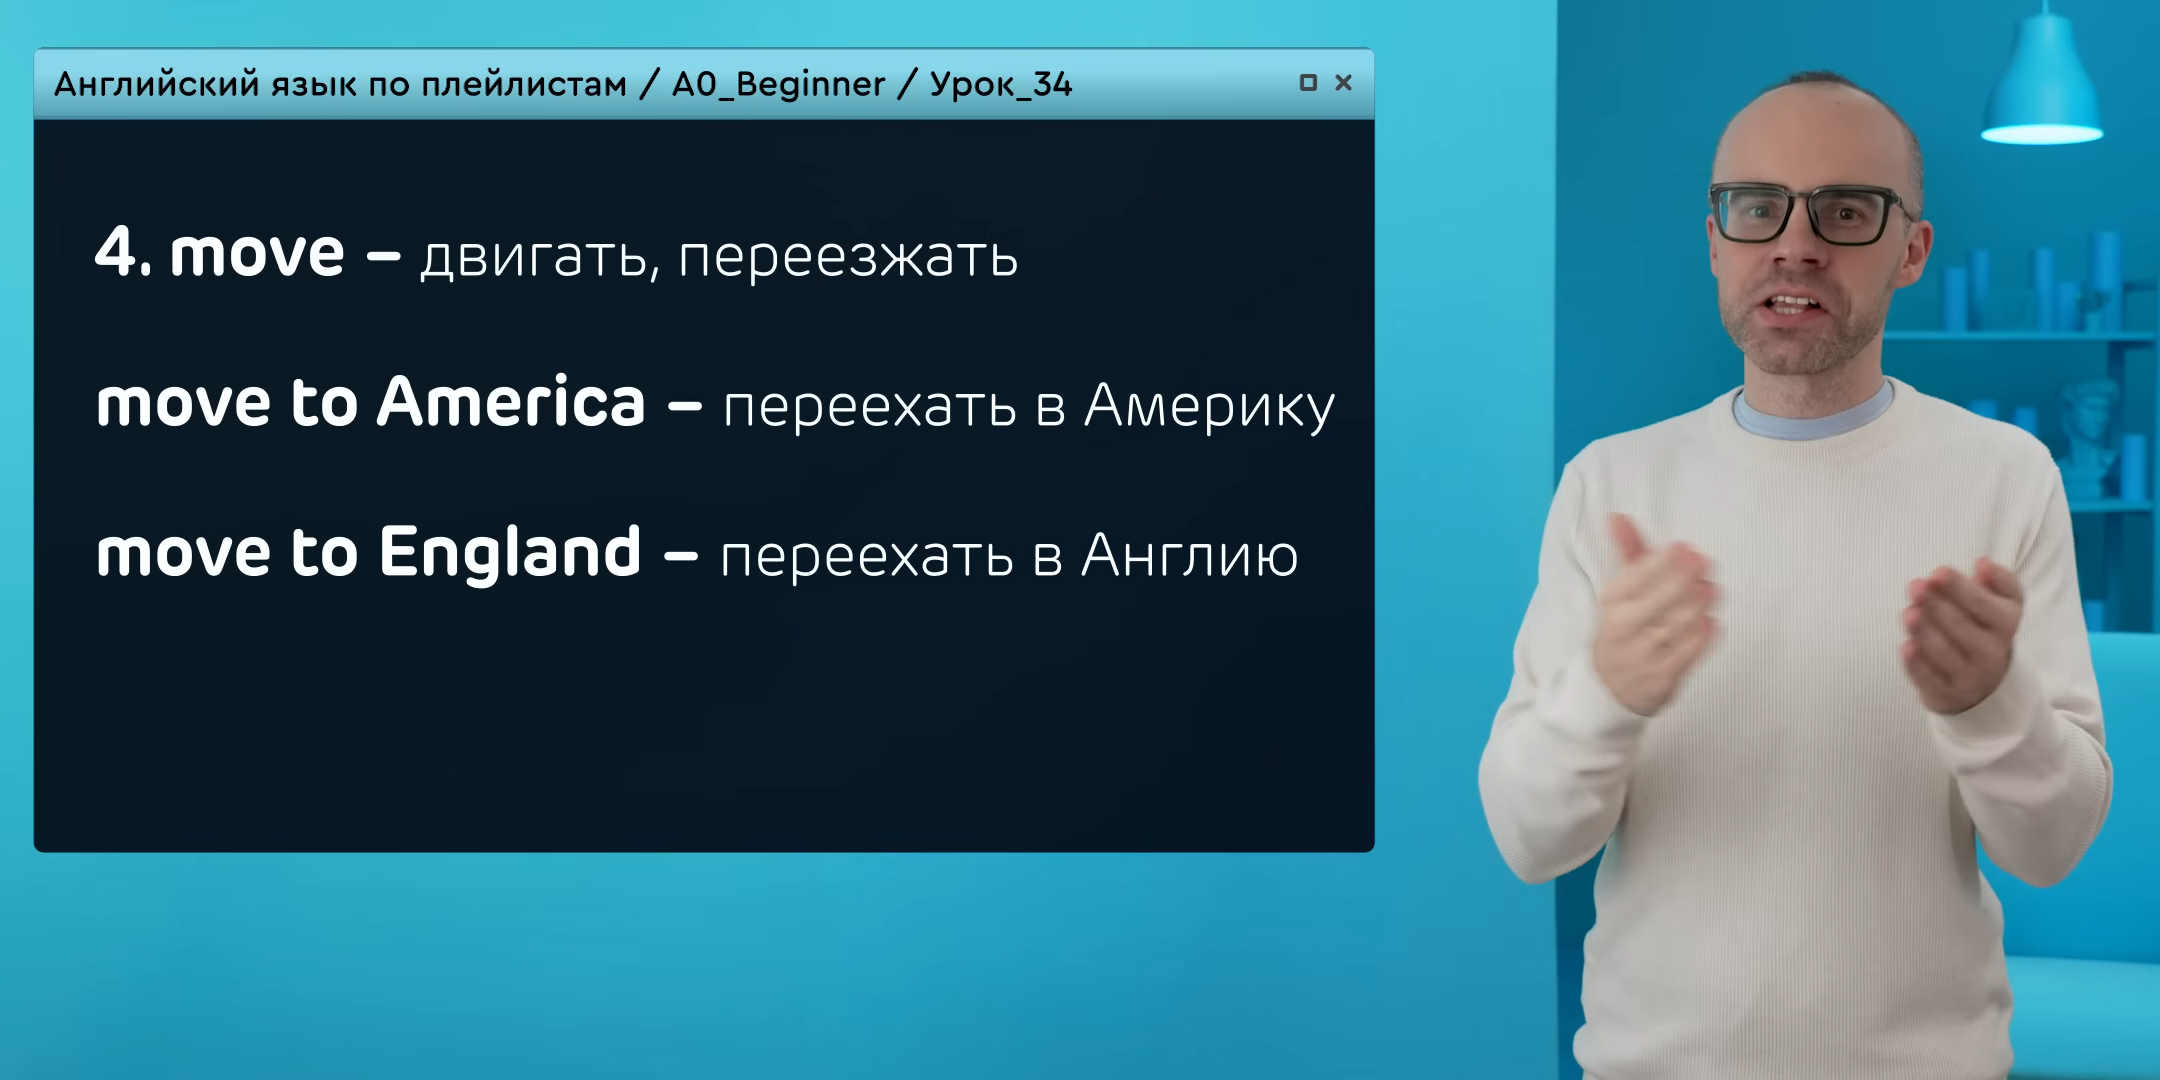 Английский язык по плейлистам / A0_Beginner / Урок_34
4. move – двигать, переезжать
move to America – переехать в Америку
move to England – переехать в Англию